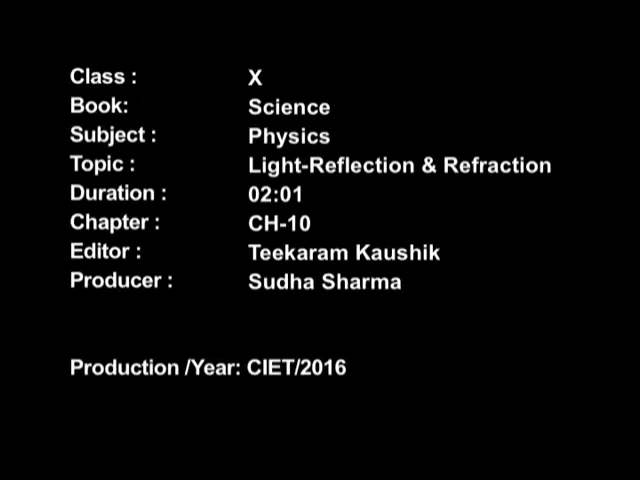 Class : X
Book: Science
Subject : Physics
Topic : Light-Reflection & Refraction
Duration : 02:01
Chapter : CH-10
Editor : Teekaram Kaushik
Producer : Sudha Sharma
Production /Year: CIET/2016